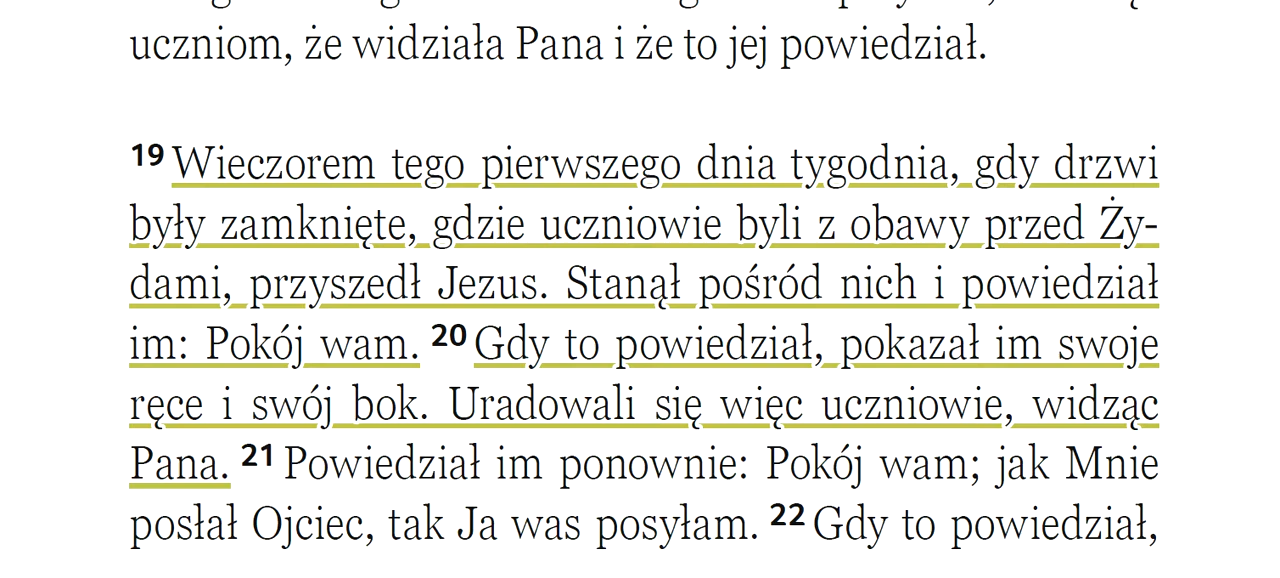 uczniom, że widziała Pana i że to jej powiedział.
19 Wieczorem tego pierwszego dnia tygodnia, gdy drzwi
były zamknięte, gdzie uczniowie byli z obawy przed Ży-
dami, przyszedł Jezus. Stanął pośród nich i powiedział
im: Pokój wam. 20 Gdy to powiedział, pokazał im swoje
ręce i swój bok. Uradowali się więc uczniowie, widząc
Pana. 21 Powiedział im ponownie: Pokój wam; jak Mnie
posłał Ojciec, tak Ja was posyłam. 22 Gdy to powiedział,